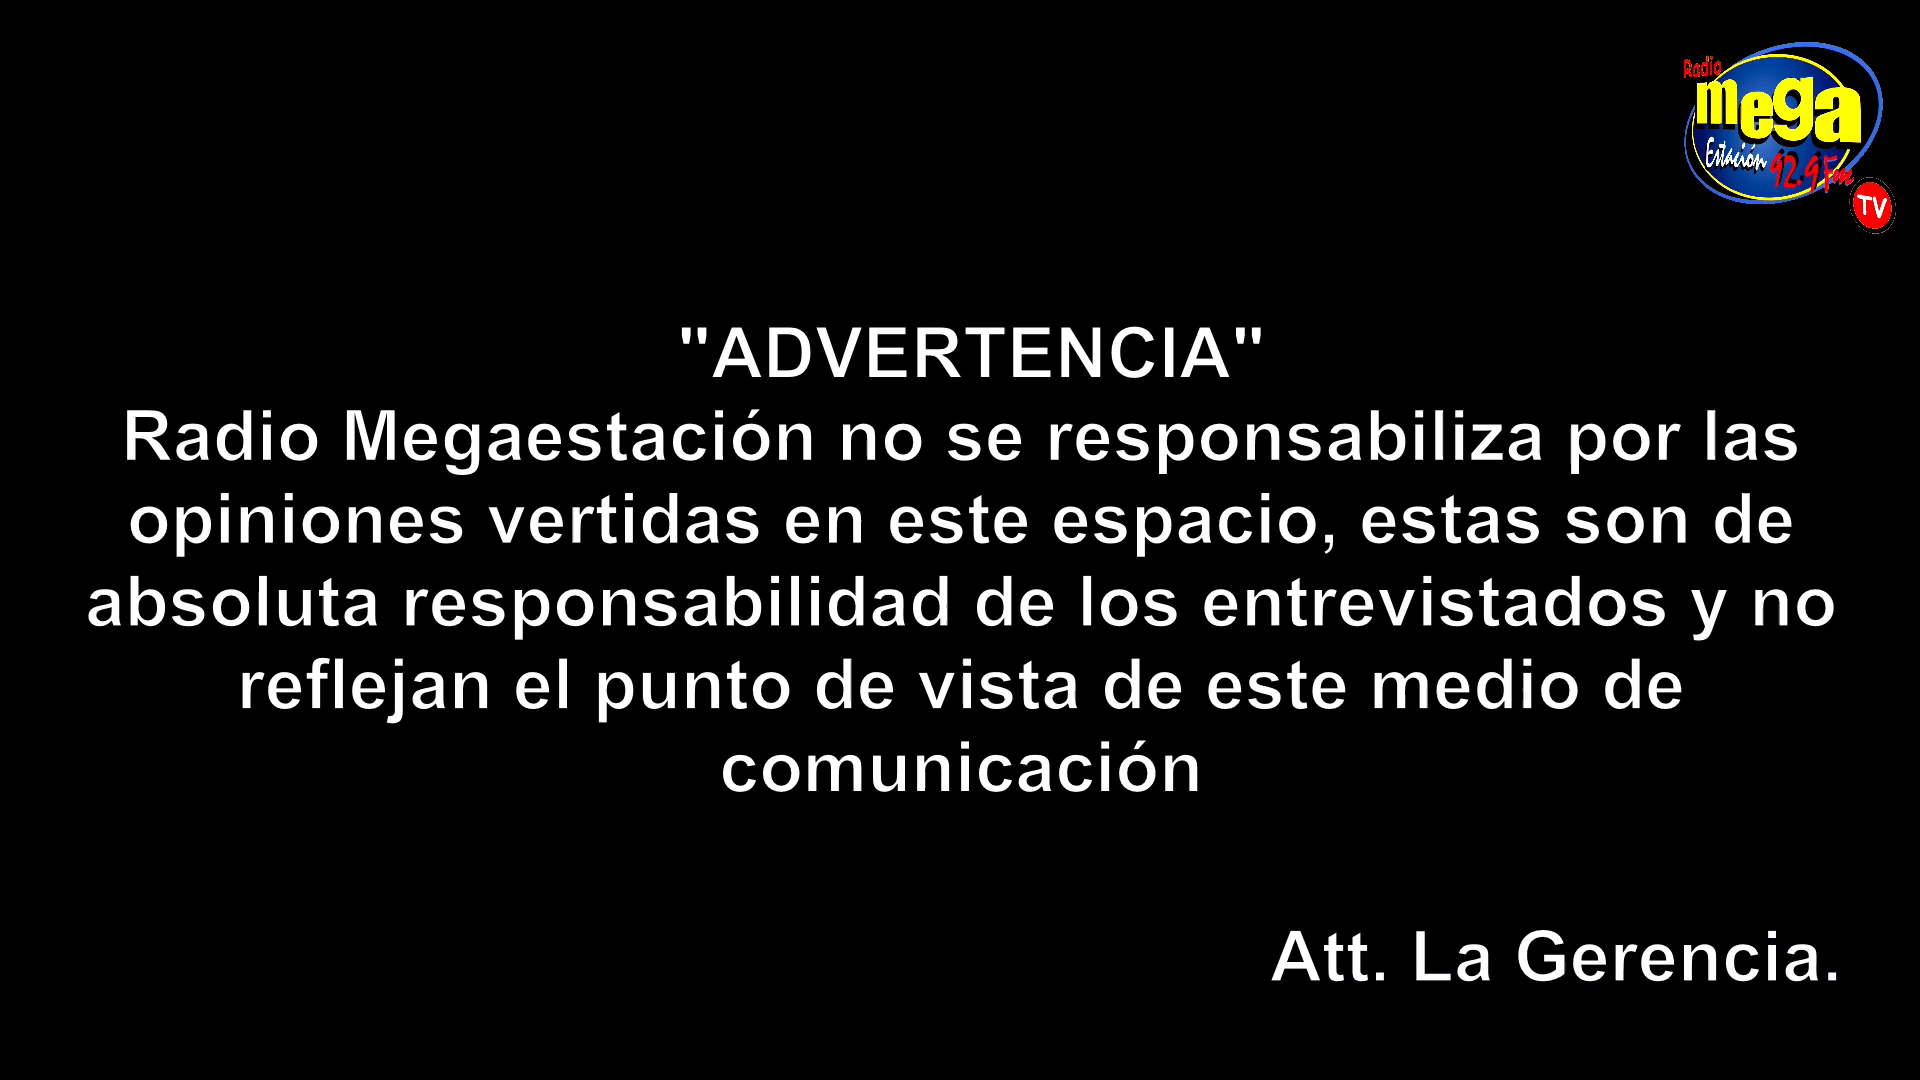 Radio
mega
Estación 92.9 Fm
TV
"ADVERTENCIA"
Radio Megaestación no se responsabiliza por las
opiniones vertidas en este espacio, estas son de
absoluta responsabilidad de los entrevistados y no
reflejan el punto de vista de este medio de
comunicación
Att. La Gerencia.